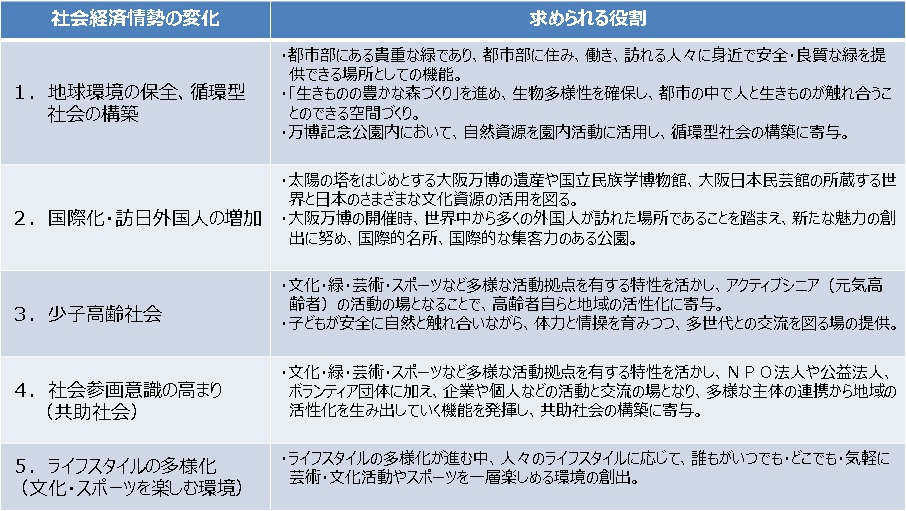 社会経済情勢の変化
求められる役割
1．地球環境の保全、循環型
社会の構築
・都市部にある貴重な緑であり、都市部に住み、働き、訪れる人々に身近で安全・良質な緑を提
供できる場所としての機能。
・「生きものの豊かな森づくり」を進め、生物多様性を確保し、都市の中で人と生きものが触れ合うこ
とのできる空間づくり。
・万博記念公園内において、自然資源を園内活動に活用し、循環型社会の構築に寄与。
2．国際化・訪日外国人の増加
・太陽の塔をはじめとする大阪万博の遺産や国立民族学博物館、大阪日本民芸館の所蔵する世
界と日本のさまざまな文化資源の活用を図る。
・大阪万博の開催時、世界中から多くの外国人が訪れた場所であることを踏まえ、新たな魅力の創
出に努め、国際的名所、国際的な集客力のある公園。
3．少子高齢社会
・文化・緑・芸術・スポーツなど多様な活動拠点を有する特性を活かし、アクティブシニア（元気高
齢者）の活動の場となることで、高齢者自らと地域の活性化に寄与。
・子どもが安全に自然と触れ合いながら、体力と情操を育みつつ、多世代との交流を図る場の提供。
4．社会参画意識の高まり
（共助社会）
・文化・緑・芸術・スポーツなど多様な活動拠点を有する特性を活かし、ＮＰＯ法人や公益法人、
ボランティア団体に加え、企業や個人などの活動と交流の場となり、多様な主体の連携から地域の
活性化を生み出していく機能を発揮し、共助社会の構築に寄与。
5．ライフスタイルの多様化
（文化・スポーツを楽しむ環境）
・ライフスタイルの多様化が進む中、人々のライフスタイルに応じて、誰もがいつでも・どこでも・気軽に
芸術・文化活動やスポーツを一層楽しめる環境の創出。